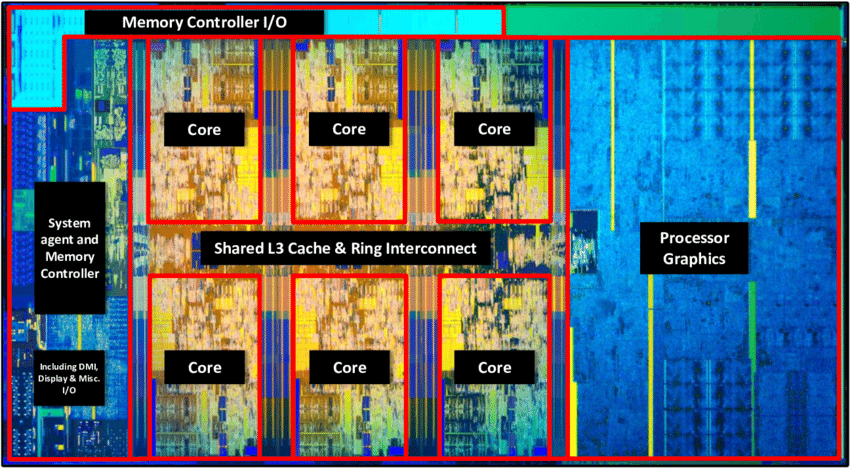 Memory Controller I/O
Core
Core
Core
System
agent and
Memory
Controller
Shared L3 Cache & Ring Interconnect
Processor
Graphics
Including DMI,
Display & Misc.
I/O
Core
Core
Core